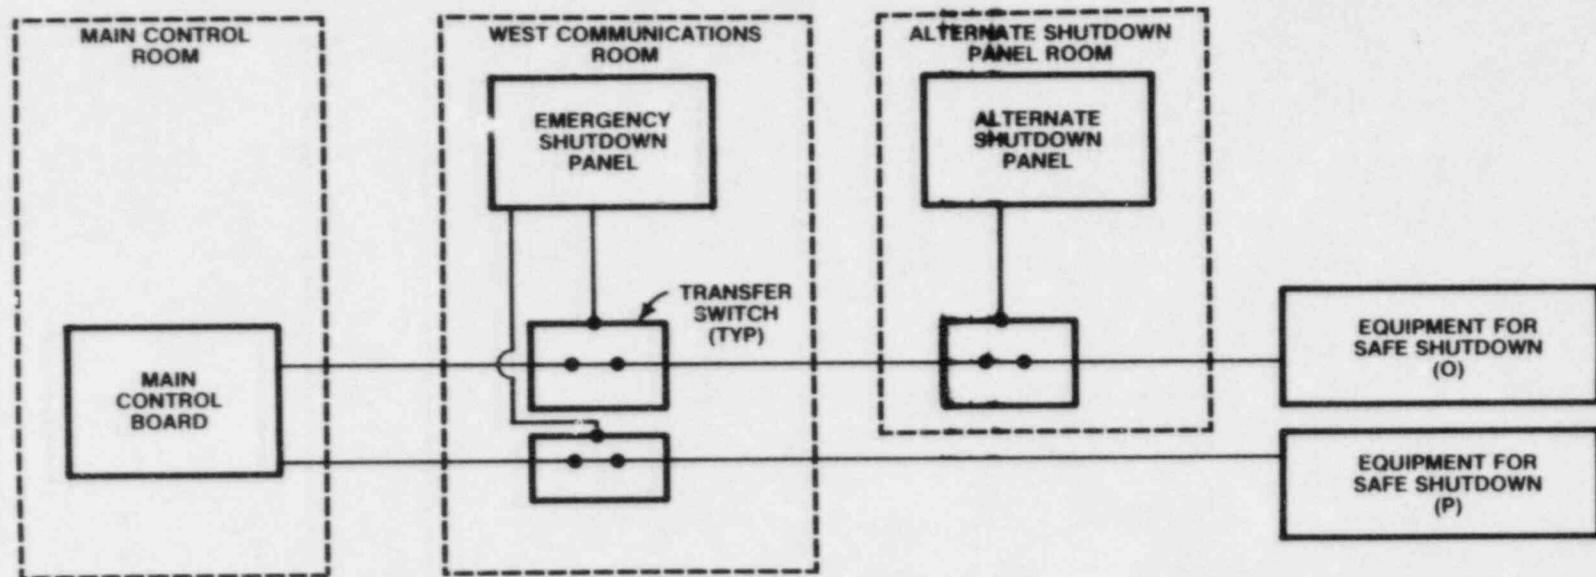 MAIN CONTROL
ROOM
WEST COMMUNICATIONS
ROOM
ALTERNATE SHUTDOWN
PANEL ROOM
EMERGENCY
SHUTDOWN
PANEL
ALTERNATE
SHUTDOWN
PANEL
TRANSFER
SWITCH
(TYP)
MAIN
CONTROL
BOARD
EQUIPMENT FOR
SAFE SHUTDOWN
(O)
EQUIPMENT FOR
SAFE SHUTDOWN
(P)